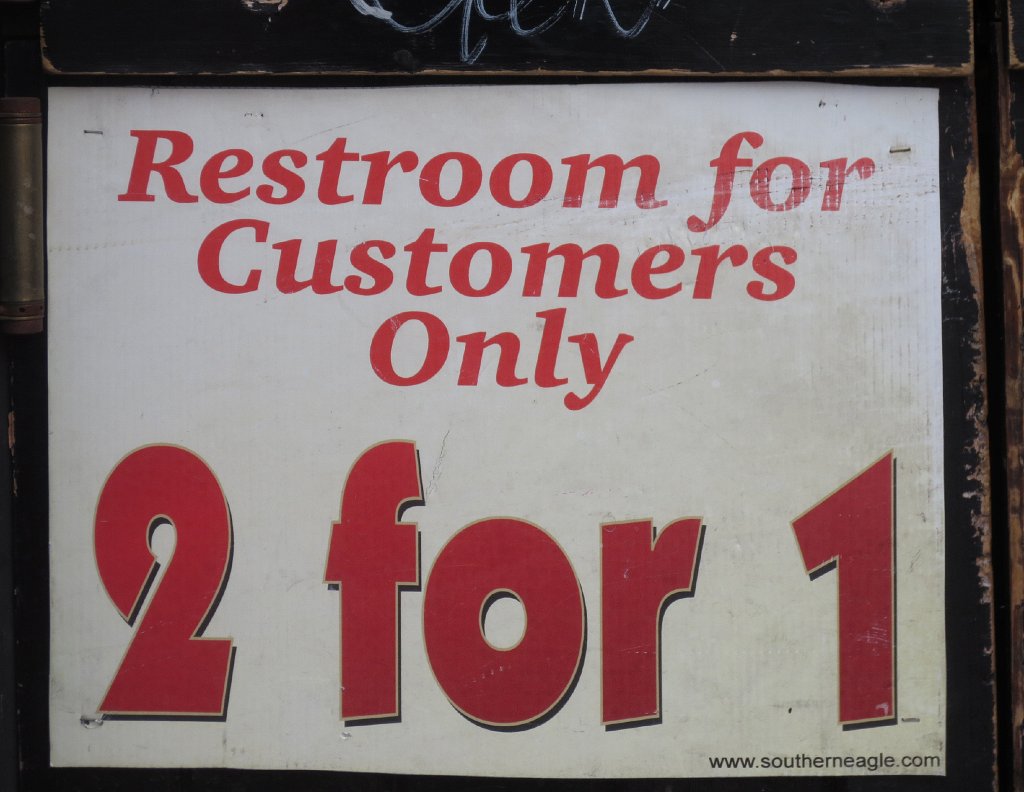 Restroom for
Customers
Only
2 for 1
www.southerneagle.com